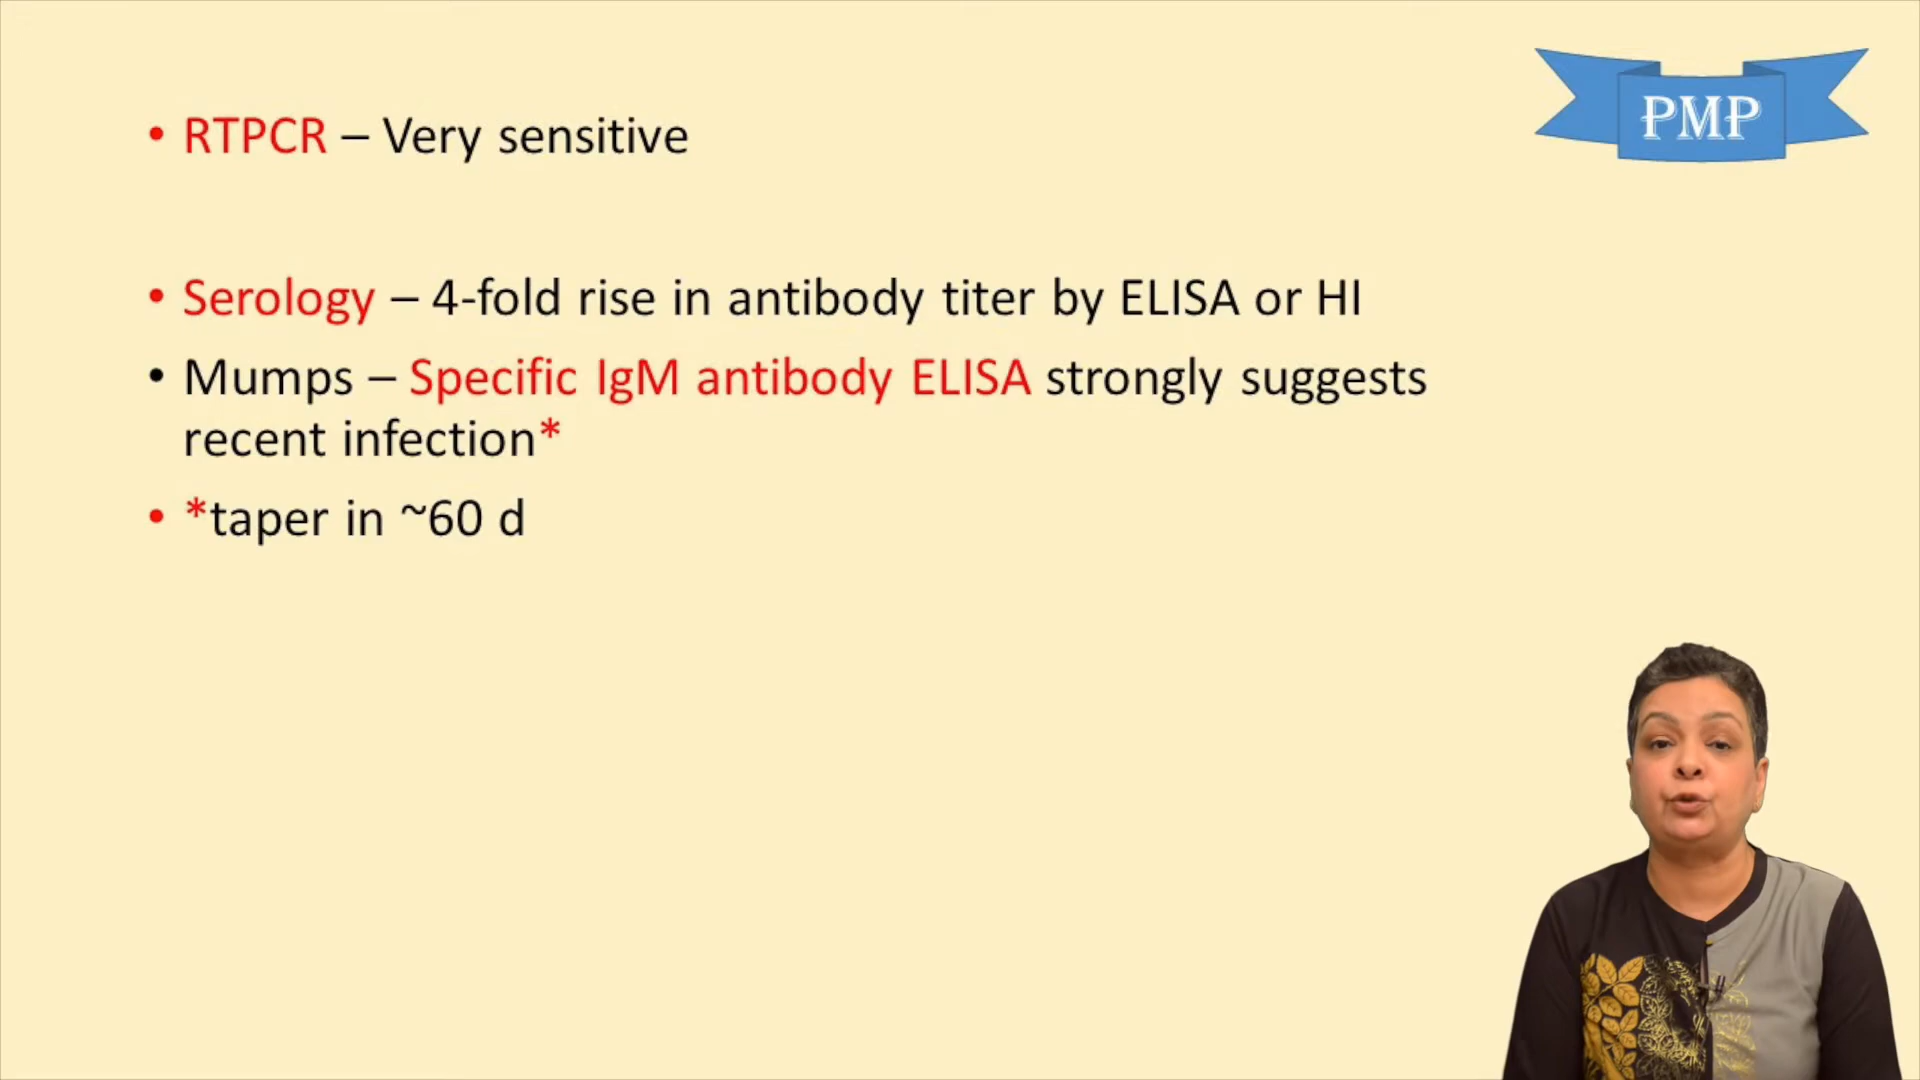 PMP
• RTPCR – Very sensitive
• Serology – 4-fold rise in antibody titer by ELISA or HI
• Mumps – Specific IgM antibody ELISA strongly suggests
recent infection*
• *taper in ~60 d